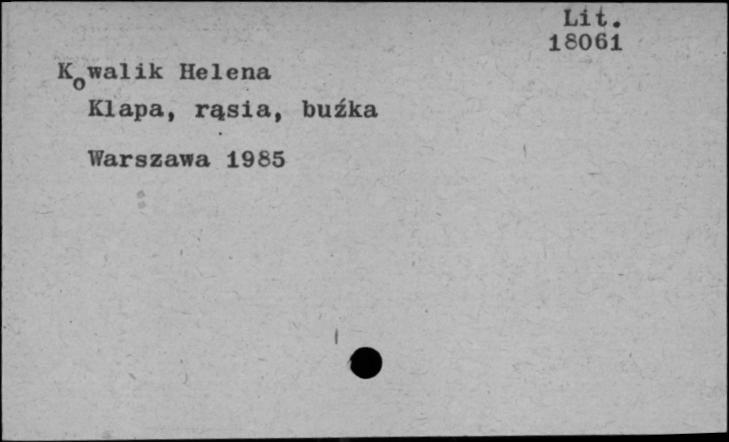 Lit.
18061
Kowalik Helena
Klapa, rąsia, buźka
Warszawa 1985